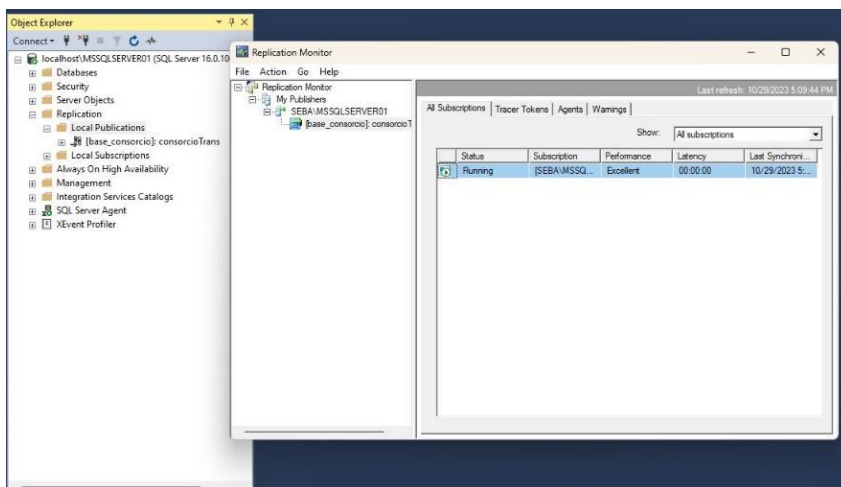 Object Explorer
Connect
localhost\MSSQLSERVER01 (SQL Server 16.0.10
Databases
Security
Server Objects
Replication
Local Publications
[base_consorcio]: consorcioTrans
Local Subscriptions
Always On High Availability
Management
Integration Services Catalogs
SQL Server Agent
XEvent Profiler
Replication Monitor
File Action Go Help
Replication Monitor
My Publishers
SEBA\MSSQLSERVER01
[base_consorcio]: consorcioT
Last refresh: 10/29/2023 5:09:44 PM
All Subscriptions Tracer Tokens Agents Warnings
Show: All subscriptions
Status Subscription Performance Latency Last Synchroni...
Running [SEBA\MSSQ... Excellent 00:00:00 10/29/2023 5:...